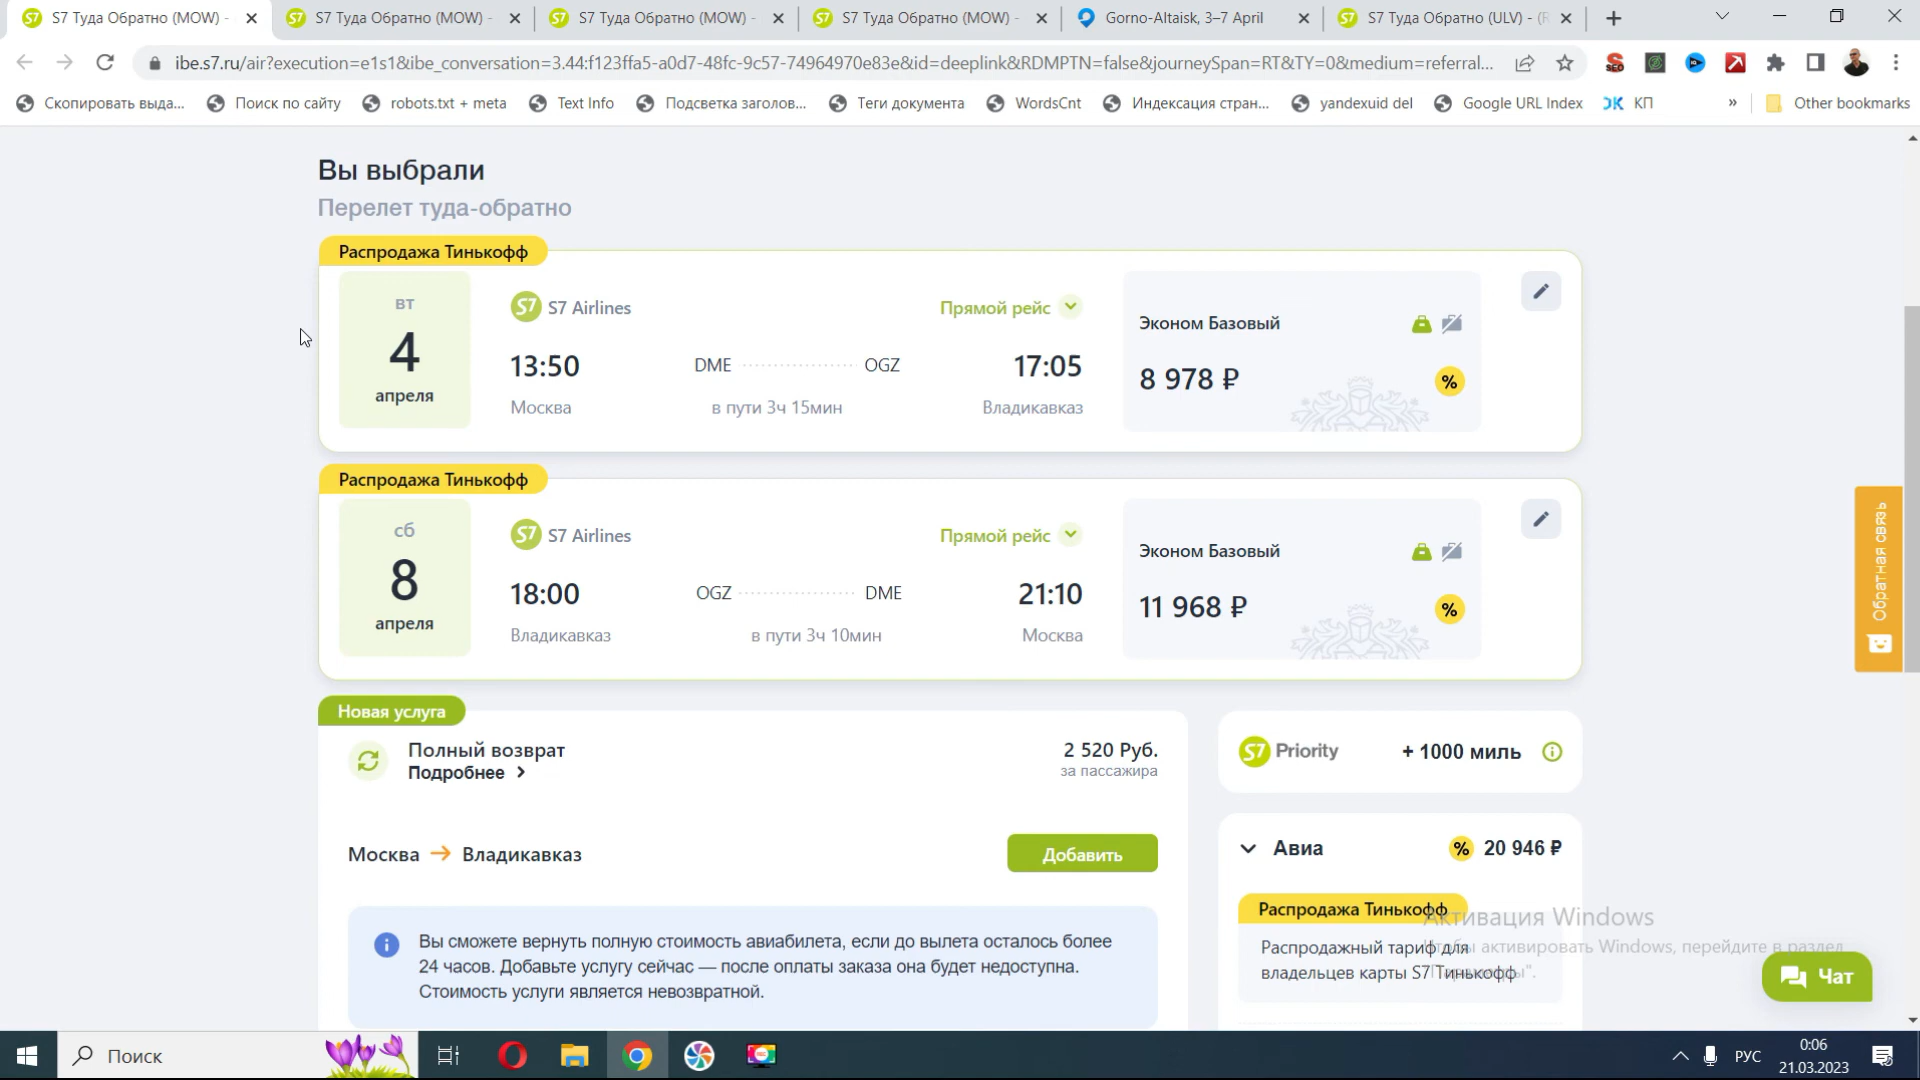 S7 Туда Обратно (MOW) -
S7 Туда Обратно (MOW) -
S7 Туда Обратно (MOW) -
S7 Туда Обратно (MOW) -
Gorno-Altaisk, 3–7 April
S7 Туда Обратно (ULV) - (R
ibe.s7.ru/air?execution=e1s1&ibe_conversation=3.44:f123ffa5-a0d7-48fc-9c57-74964970e83e&id=deeplink&RDMPTN=false&journeySpan=RT&TY=0&medium=referral...
SEO
Скопировать выда...
Поиск по сайту
robots.txt + meta
Text Info
Подсветка заголов...
Теги документа
WordsCnt
Индексация стран...
yandexuid del
Google URL Index
КП
»
Other bookmarks
Вы выбрали
Перелет туда-обратно
Распродажа Тинькофф
вт
4
апреля
S7 S7 Airlines
Прямой рейс
13:50
DME
OGZ
17:05
Москва
в пути 3ч 15мин
Владикавказ
Эконом Базовый
8 978 ₽
%
Распродажа Тинькофф
сб
8
апреля
S7 S7 Airlines
Прямой рейс
18:00
OGZ
DME
21:10
Владикавказ
в пути 3ч 10мин
Москва
Эконом Базовый
11 968 ₽
%
Обратная связь
Новая услуга
Полный возврат
Подробнее
2 520 Руб.
за пассажира
Москва → Владикавказ
Добавить
Вы сможете вернуть полную стоимость авиабилета, если до вылета осталось более
24 часов. Добавьте услугу сейчас — после оплаты заказа она будет недоступна.
Стоимость услуги является невозвратной.
S7 Priority
+ 1000 миль
Авиа
% 20 946 ₽
Распродажа Тинькофф
Распродажный тариф для
владельцев карты S7 Тинькофф
Активация Windows
Чтобы активировать Windows, перейдите в раздел
Чат
Поиск
РУС
0:06
21.03.2023